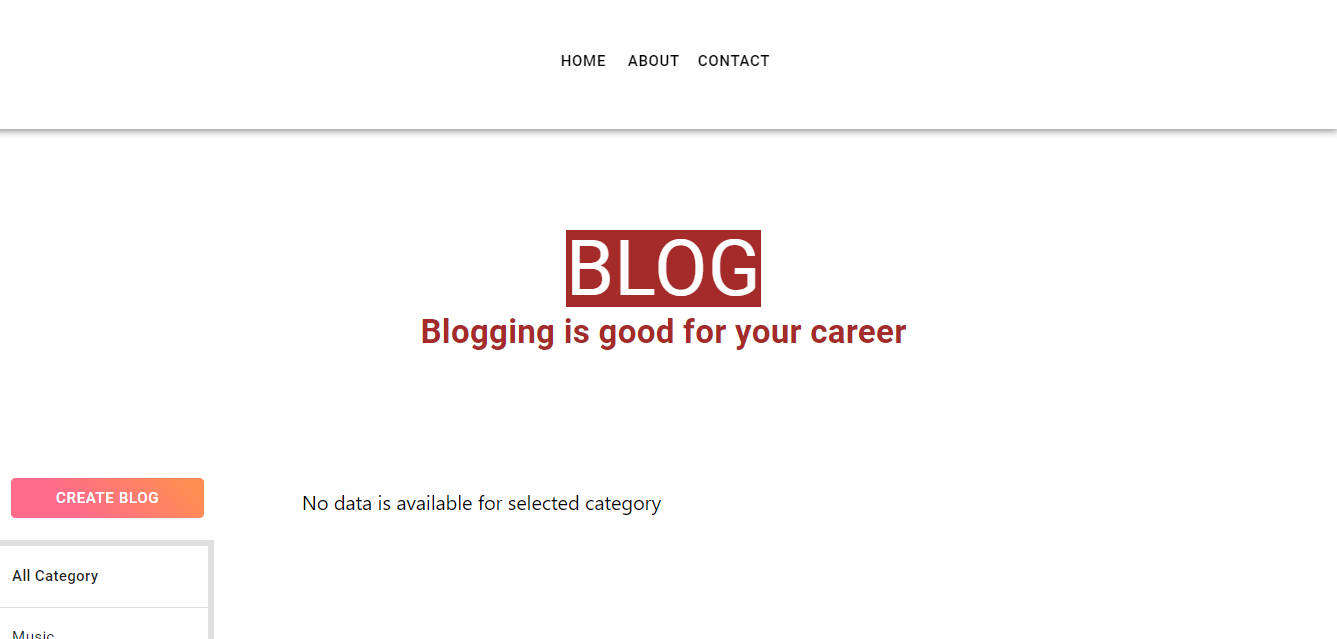 HOME ABOUT CONTACT
BLOG
Blogging is good for your career
CREATE BLOG
No data is available for selected category
All Category
Music